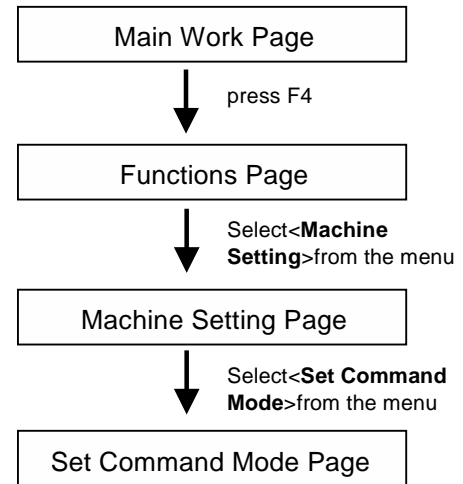 Main Work Page
press F4
Functions Page
Select<Machine
Setting>from the menu
Machine Setting Page
Select<Set Command
Mode>from the menu
Set Command Mode Page